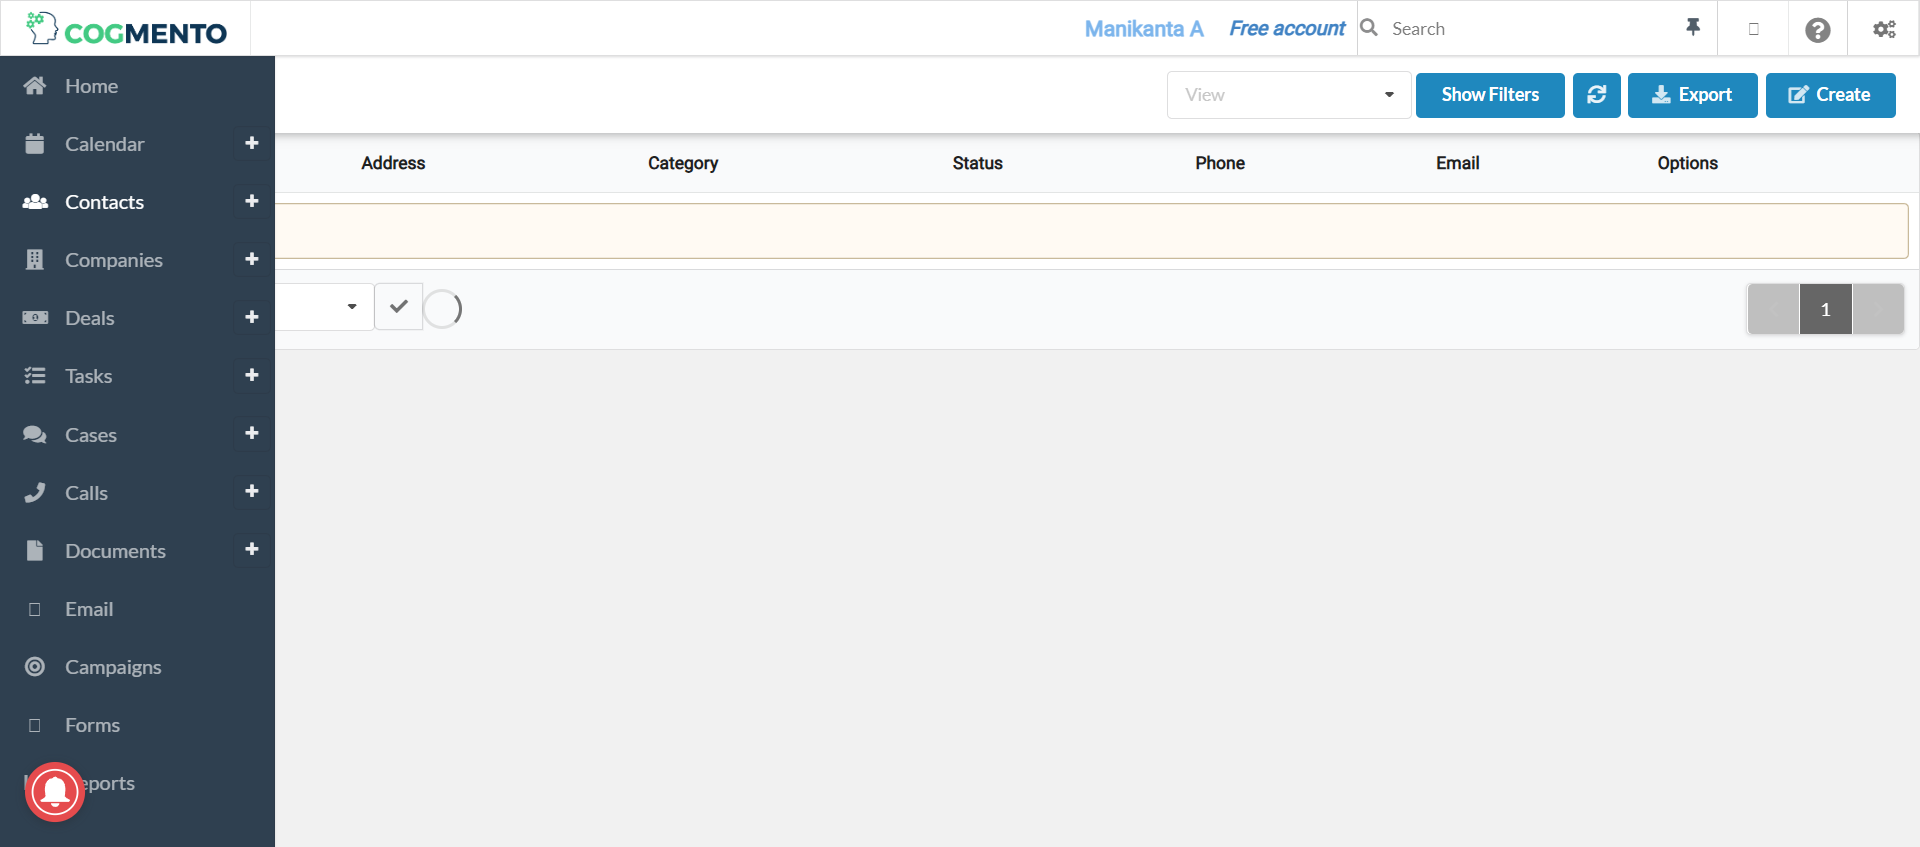 COGMENTO
Manikanta A
Free account
Search
Home
Calendar
Contacts
Companies
Deals
Tasks
Cases
Calls
Documents
Email
Campaigns
Forms
eports
View
Show Filters
Export
Create
Address Category Status Phone Email Options
1